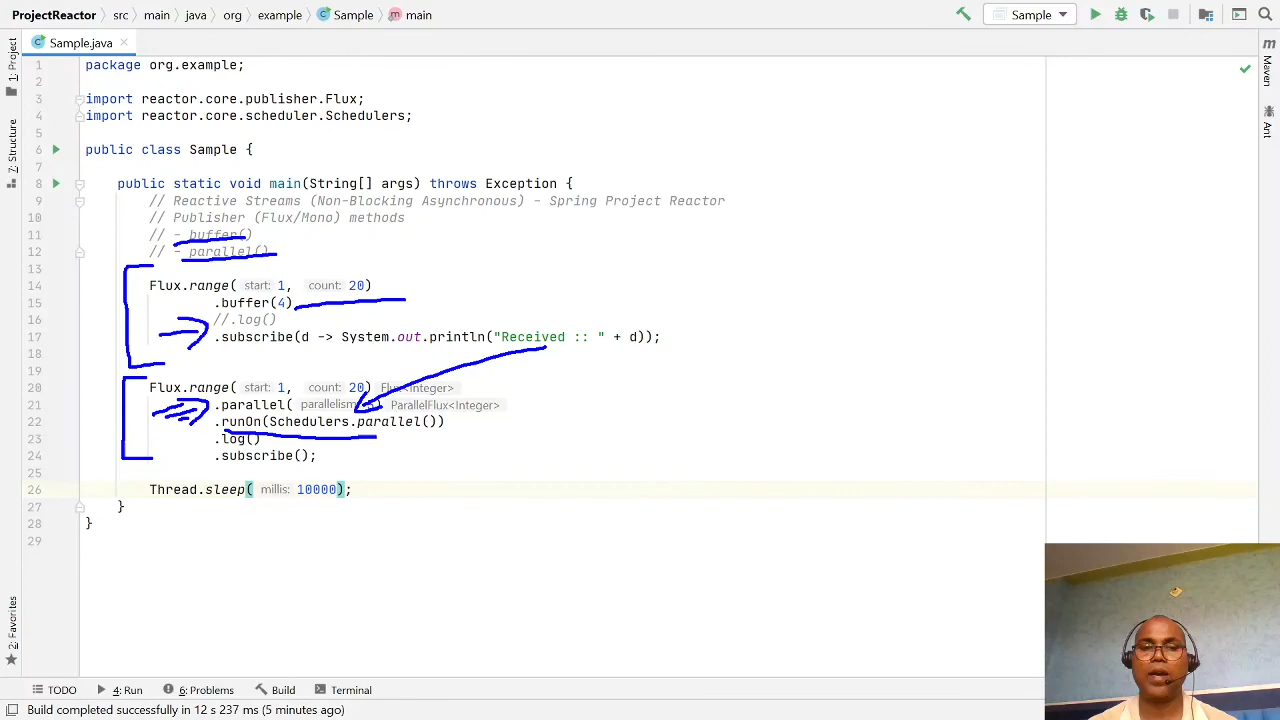 ProjectReactor src main java org example Sample main Sample
Sample.java
1: Project
7: Structure
2: Favorites
Maven
Ant
1 package org.example;
2
3 import reactor.core.publisher.Flux;
4 import reactor.core.scheduler.Schedulers;
5
6 public class Sample {
7
8 public static void main(String[] args) throws Exception {
9 // Reactive Streams (Non-Blocking Asynchronous) - Spring Project Reactor
10 // Publisher (Flux/Mono) methods
11 // - buffer()
12 // - parallel()
13
14 Flux.range( start: 1, count: 20)
15 .buffer(4)
16 //.log()
17 .subscribe(d -> System.out.println("Received :: " + d));
18
19
20 Flux.range( start: 1, count: 20) Flux<Integer>
21 .parallel( parallelism ParallelFlux<Integer>
22 .runOn(Schedulers.parallel())
23 .log()
24 .subscribe();
25
26 Thread.sleep( millis: 10000);
27 }
28 }
29
TODO 4: Run 6: Problems Build Terminal
Build completed successfully in 12 s 237 ms (5 minutes ago)